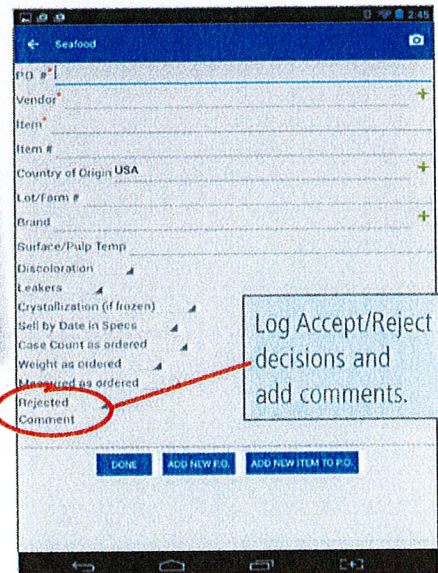 2:45
Seafood
P.O. #*
Vendor*
Item*
Item #
Country of Origin USA
Lot/Farm #
Brand
Surface/Pulp Temp
Discoloration
Leakers
Crystallization (if frozen)
Sell by Date in Specs
Case Count as ordered
Weight as ordered
Measured as ordered
Rejected
Comment
Log Accept/Reject
decisions and
add comments.
DONE ADD NEW P.O. ADD NEW ITEM TO P.O.